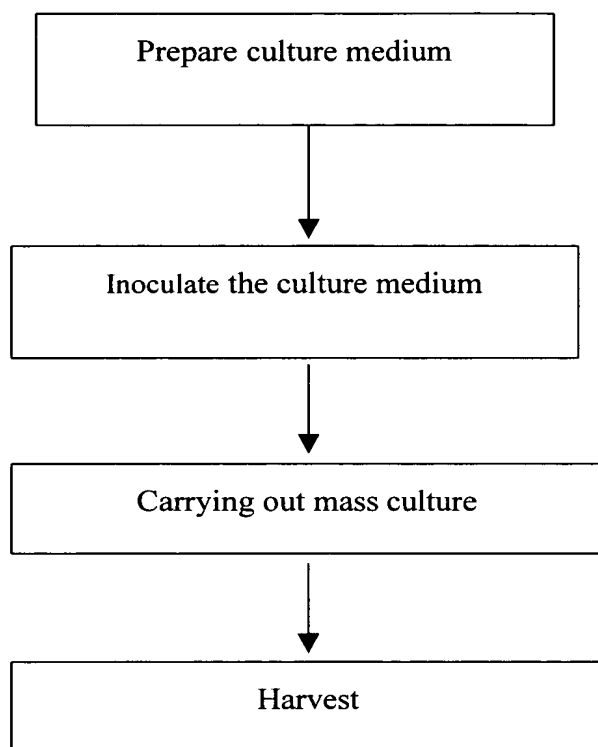 Prepare culture medium
Inoculate the culture medium
Carrying out mass culture
Harvest